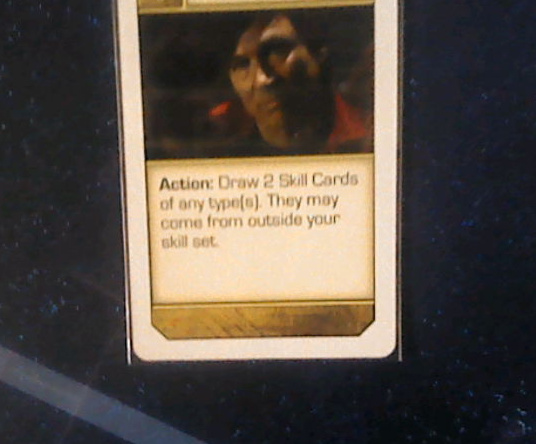 Action: Draw 2 Skill Cards
of any type(s). They may
come from outside your
skill set.